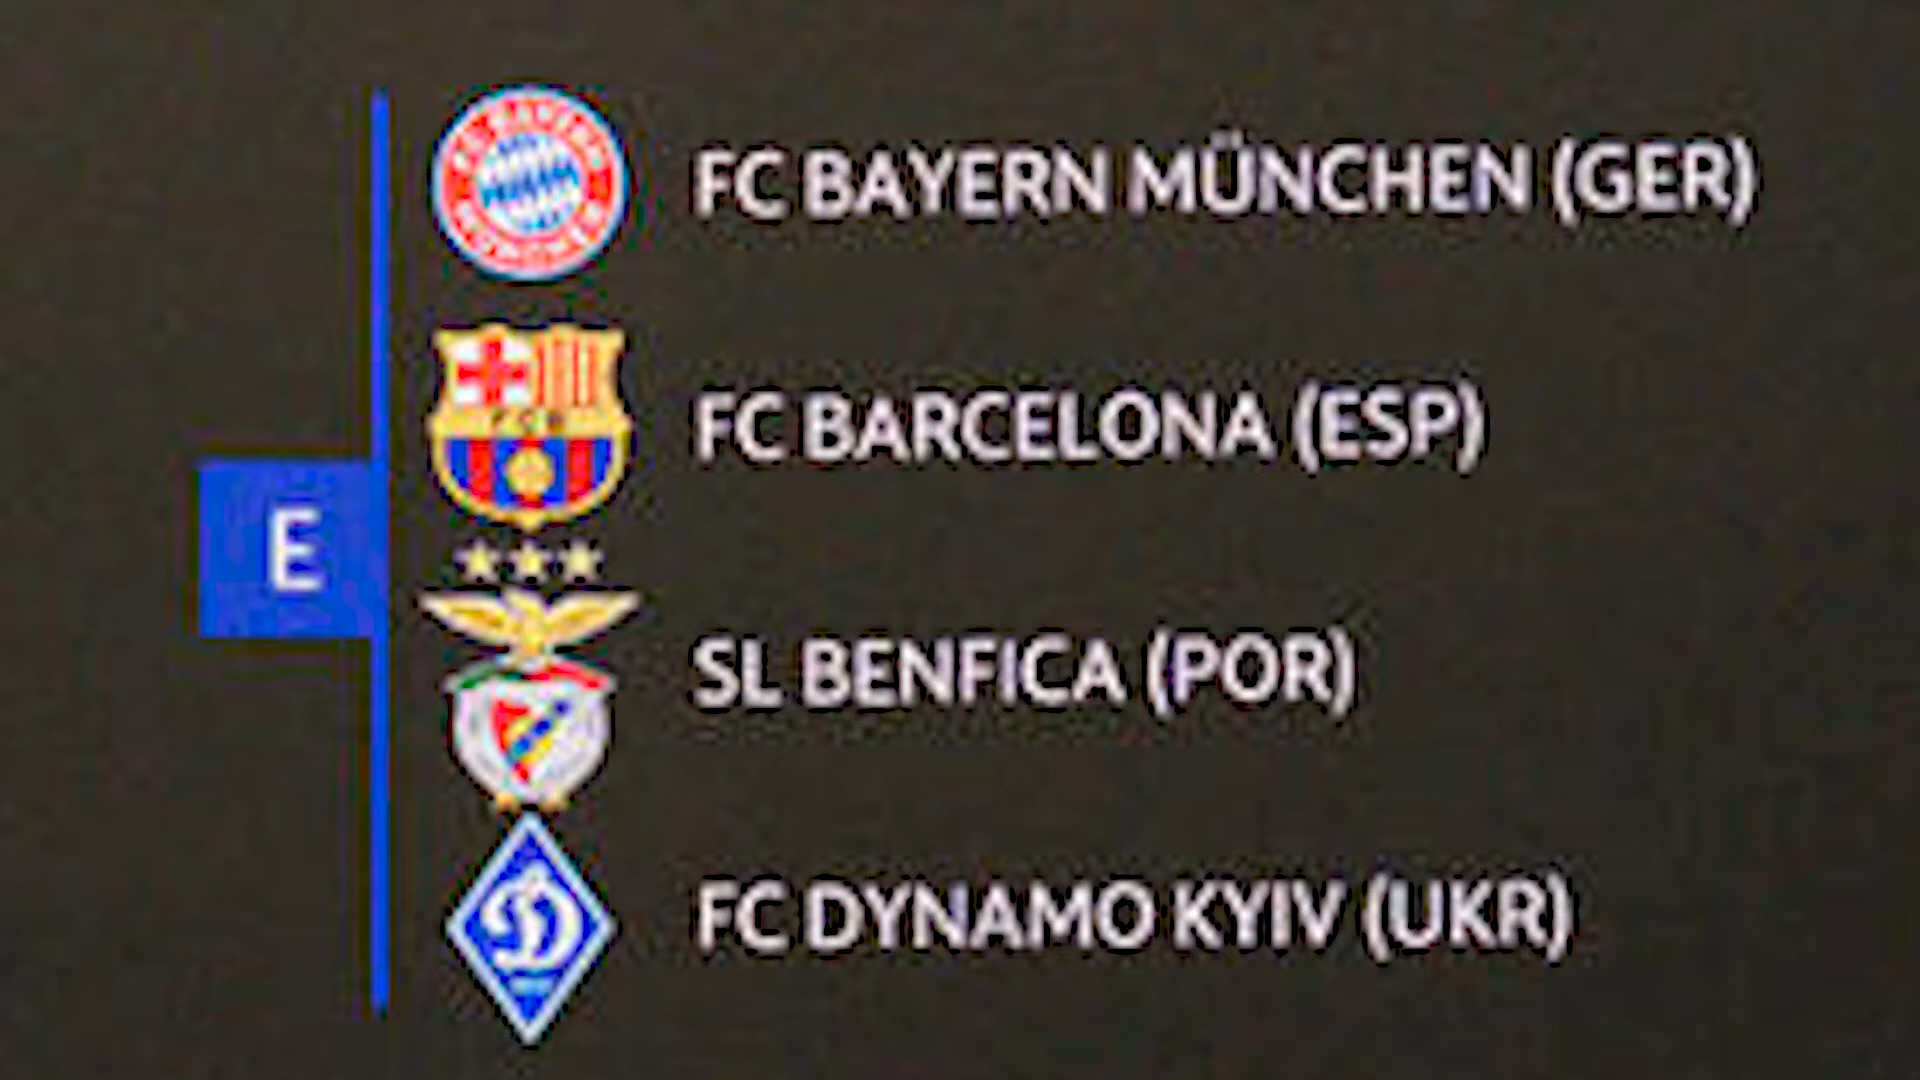 FC BAYERN MÜNCHEN (GER)
FC BARCELONA (ESP)
E
SL BENFICA (POR)
FC DYNAMO KYIV (UKR)